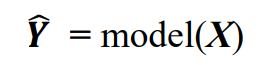 Ŷ = model(X)